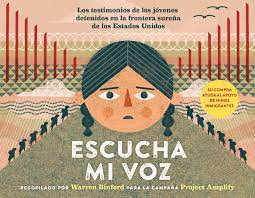 Los testimonios de los jóvenes
detenidos en la frontera sureña
de los Estados Unidos
SU COMPRA
AYUDA AL APOYO
DE NIÑOS
INMIGRANTES
ESCUCHA
MI VOZ
RECOPILADO POR Warren Binford PARA LA CAMPAÑA Project Amplify